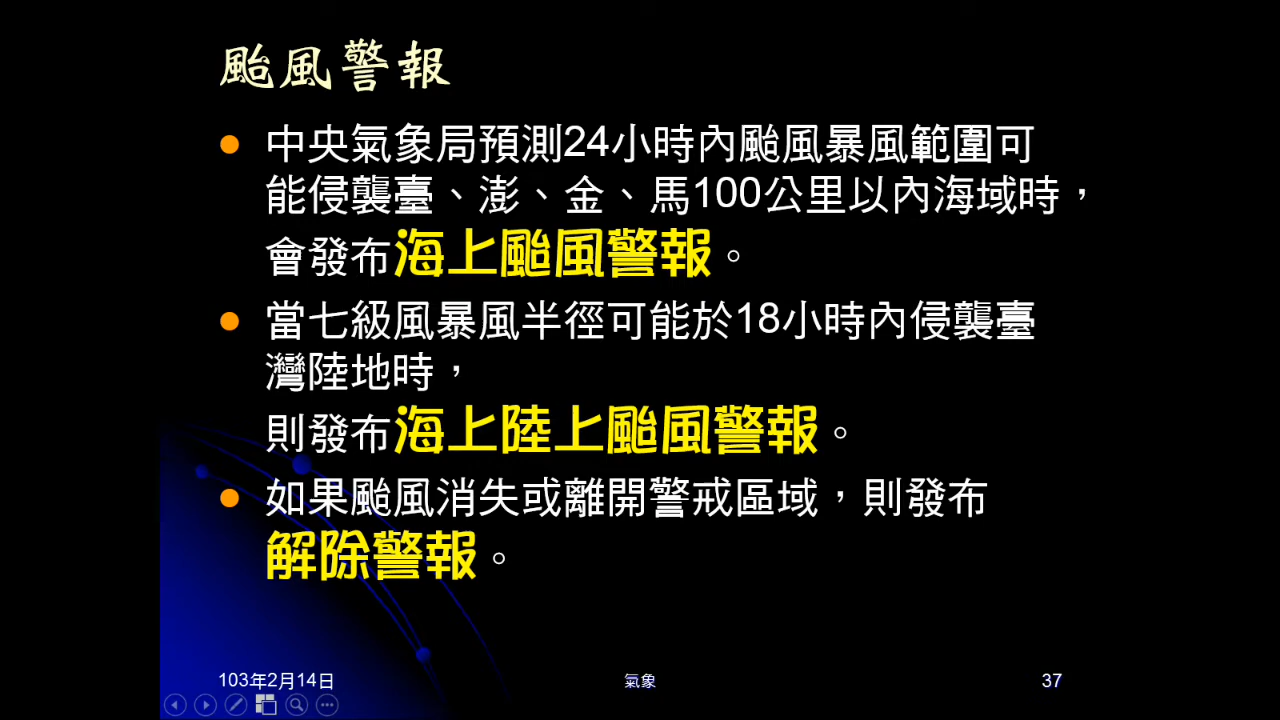 颱風警報
中央氣象局預測24小時內颱風暴風範圍可
能侵襲臺、澎、金、馬100公里以內海域時，
會發布海上颱風警報。
當七級風暴風半徑可能於18小時內侵襲臺
灣陸地時，
則發布海上陸上颱風警報。
如果颱風消失或離開警戒區域，則發布
解除警報。
103年2月14日
氣象
37